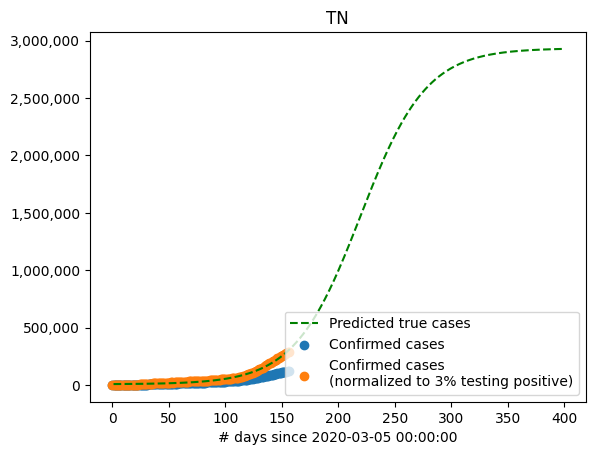 TN
3,000,000
2,500,000
2,000,000
1,500,000
1,000,000
500,000
0
Predicted true cases
Confirmed cases
Confirmed cases
(normalized to 3% testing positive)
0 50 100 150 200 250 300 350 400
# days since 2020-03-05 00:00:00